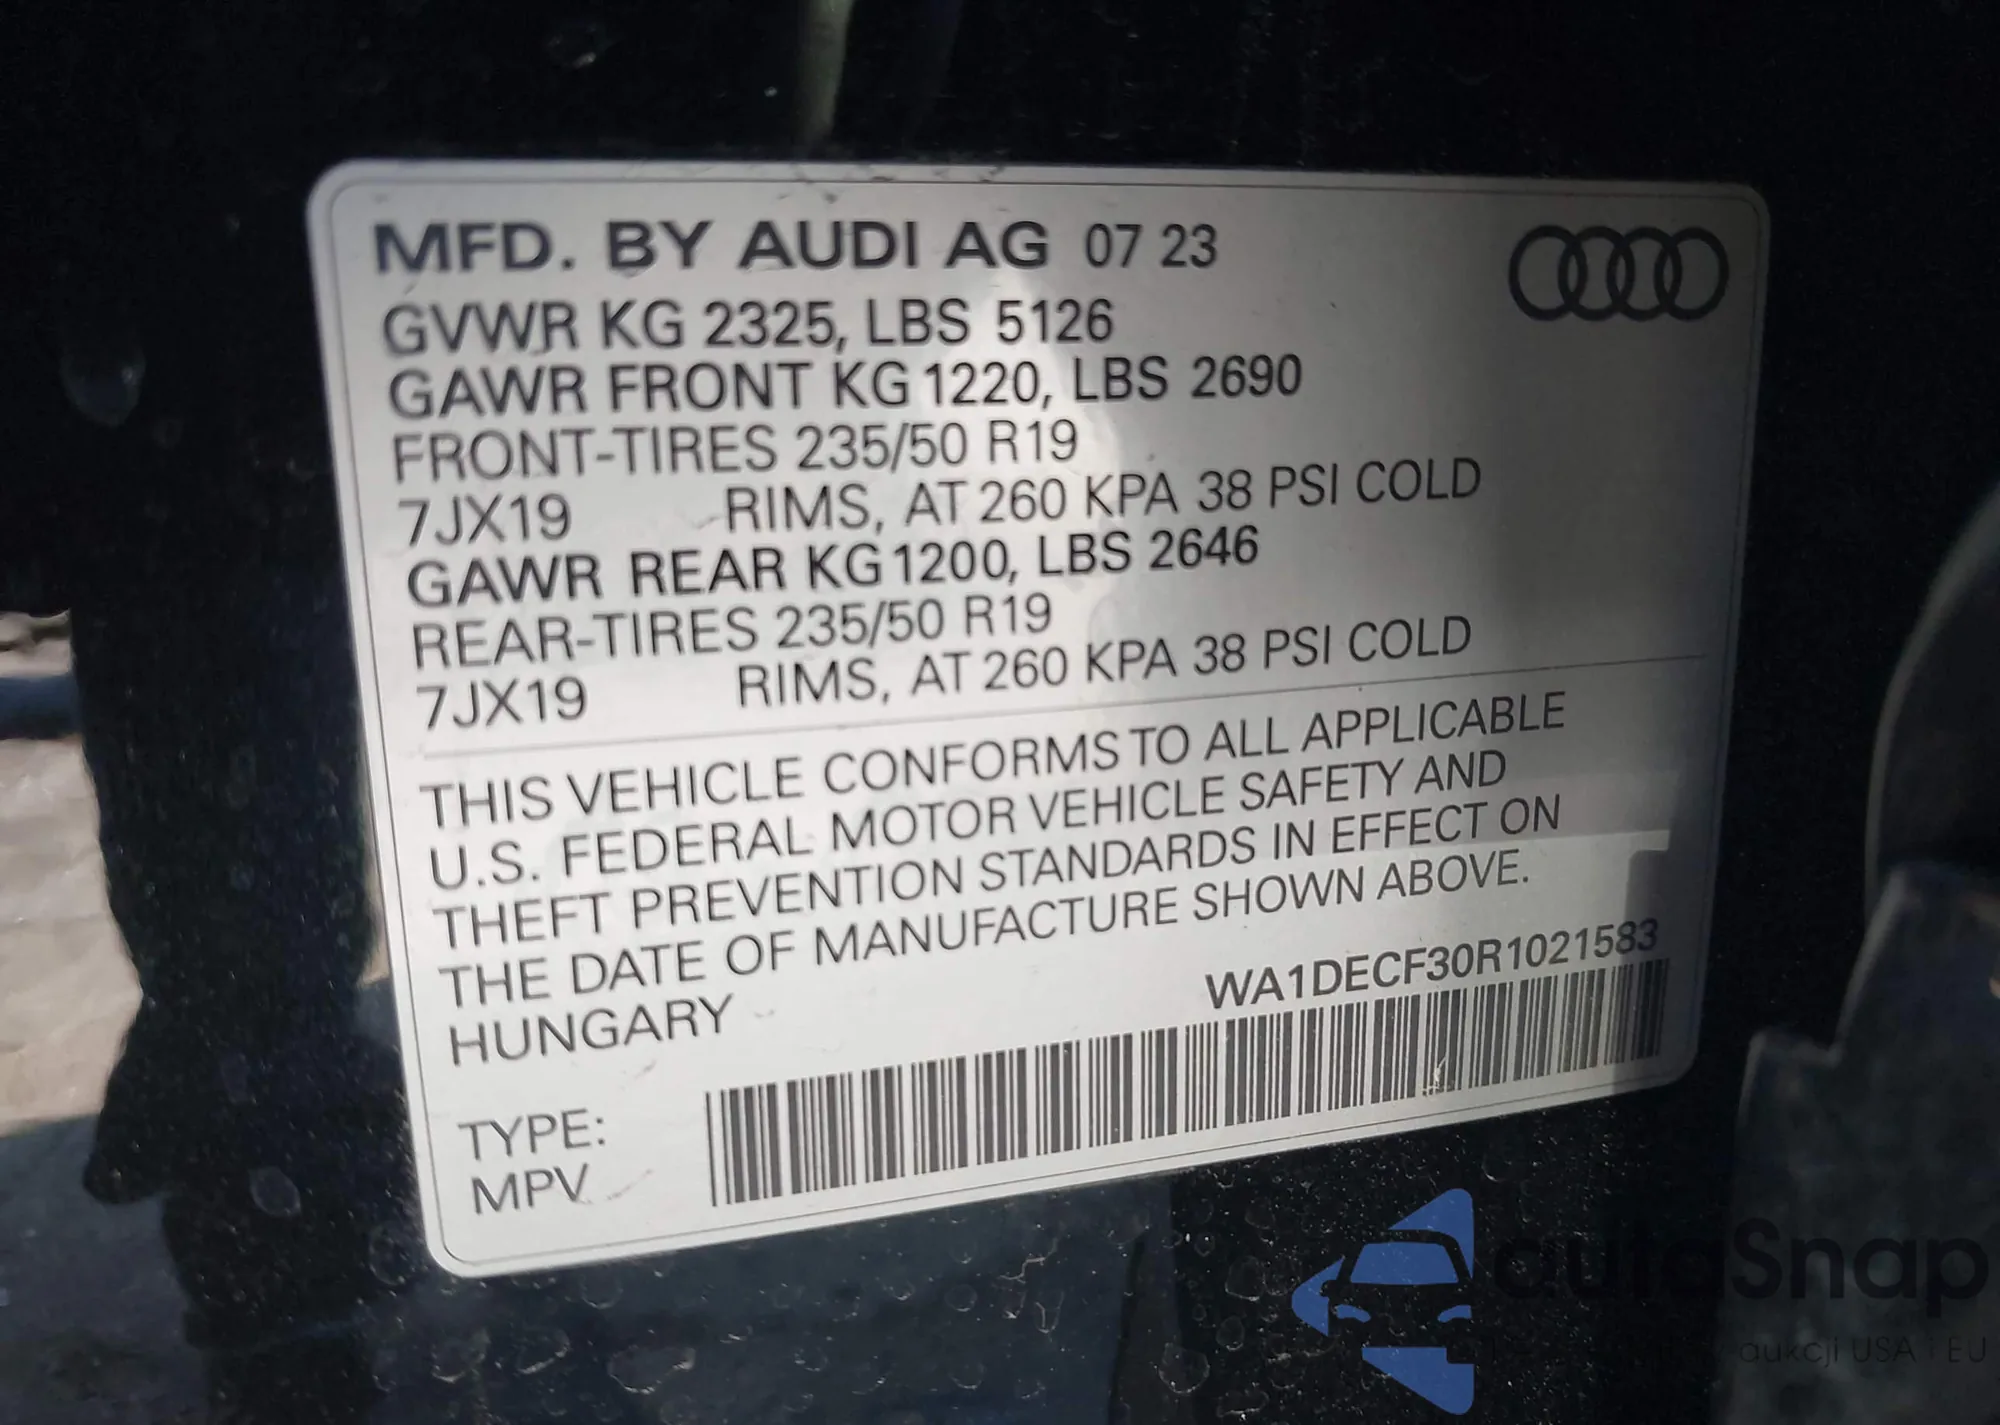 MFD. BY AUDI AG 07 23
GVWR KG 2325, LBS 5126
GAWR FRONT KG 1220, LBS 2690
FRONT-TIRES 235/50 R19
7JX19 RIMS, AT 260 KPA 38 PSI COLD
GAWR REAR KG 1200, LBS 2646
REAR-TIRES 235/50 R19
7JX19 RIMS, AT 260 KPA 38 PSI COLD
THIS VEHICLE CONFORMS TO ALL APPLICABLE
U.S. FEDERAL MOTOR VEHICLE SAFETY AND
THEFT PREVENTION STANDARDS IN EFFECT ON
THE DATE OF MANUFACTURE SHOWN ABOVE.
HUNGARY
WA1DECF30R1021583
TYPE:
MPV
autoSnap
aukcji USA i EU